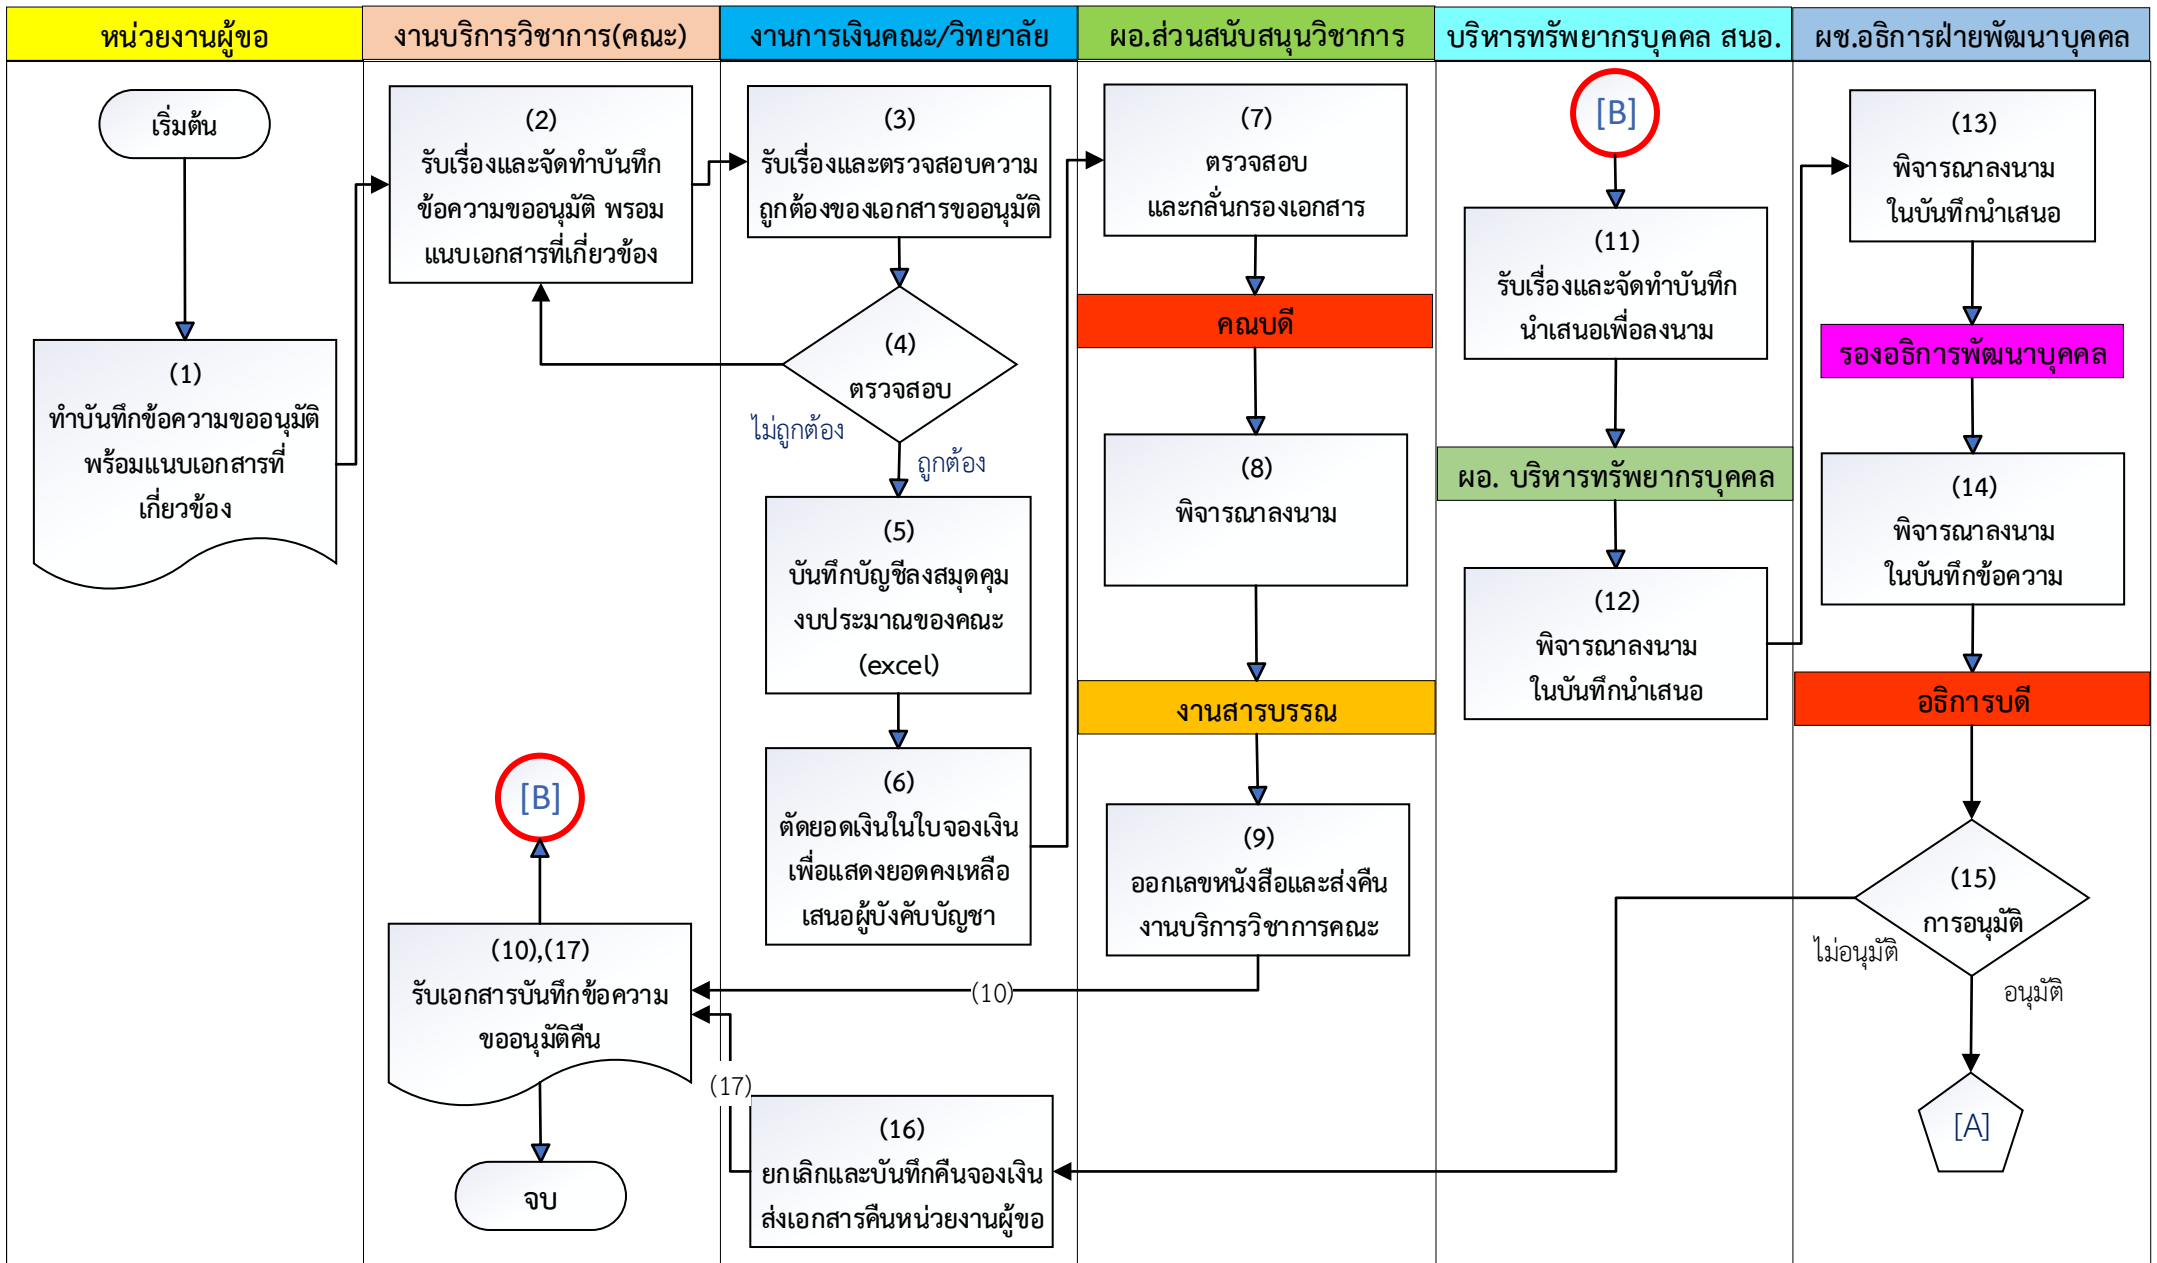 หน่วยงานผู้ขอ
งานบริการวิชาการ(คณะ)
งานการเงินคณะ/วิทยาลัย
ผอ.ส่วนสนับสนุนวิชาการ
บริหารทรัพยากรบุคคล สนอ.
ผช.อธิการฝ่ายพัฒนาบุคคล
เริ่มต้น
(1)
ทำบันทึกข้อความขออนุมัติ
พร้อมแนบเอกสารที่
เกี่ยวข้อง
(2)
รับเรื่องและจัดทำบันทึก
ข้อความขออนุมัติ พรอม
แนบเอกสารที่เกี่ยวข้อง
[B]
(10),(17)
รับเอกสารบันทึกข้อความ
ขออนุมัติคืน
จบ
(3)
รับเรื่องและตรวจสอบความ
ถูกต้องของเอกสารขออนุมัติ
(4)
ตรวจสอบ
ไม่ถูกต้อง
ถูกต้อง
(5)
บันทึกบัญชีลงสมุดคุม
งบประมาณของคณะ
(excel)
(6)
ตัดยอดเงินในใบจองเงิน
เพื่อแสดงยอดคงเหลือ
เสนอผู้บังคับบัญชา
(10)
(17)
(16)
ยกเลิกและบันทึกคืนจองเงิน
ส่งเอกสารคืนหน่วยงานผู้ขอ
(7)
ตรวจสอบ
และกลั่นกรองเอกสาร
คณบดี
(8)
พิจารณาลงนาม
งานสารบรรณ
(9)
ออกเลขหนังสือและส่งคืน
งานบริการวิชาการคณะ
[B]
(11)
รับเรื่องและจัดทำบันทึก
นำเสนอเพื่อลงนาม
ผอ. บริหารทรัพยากรบุคคล
(12)
พิจารณาลงนาม
ในบันทึกนำเสนอ
(13)
พิจารณาลงนาม
ในบันทึกนำเสนอ
รองอธิการพัฒนาบุคคล
(14)
พิจารณาลงนาม
ในบันทึกข้อความ
อธิการบดี
(15)
การอนุมัติ
ไม่อนุมัติ
อนุมัติ
[A]